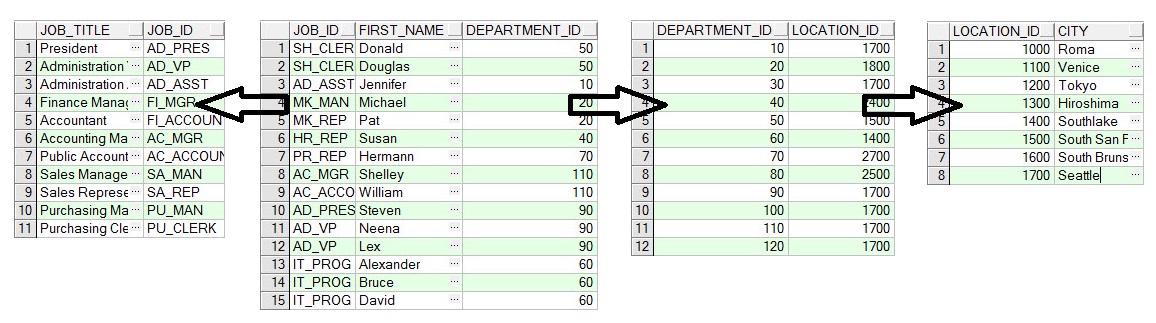 JOB_TITLE JOB_ID
1 President AD_PRES
2 Administration AD_VP
3 Administration AD_ASST
4 Finance Manag FI_MGR
5 Accountant FI_ACCOUN
6 Accounting Ma AC_MGR
7 Public Account AC_ACCOUN
8 Sales Manage SA_MAN
9 Sales Represe SA_REP
10 Purchasing Ma PU_MAN
11 Purchasing Cle PU_CLERK
JOB_ID FIRST_NAME DEPARTMENT_ID
1 SH_CLER Donald 50
2 SH_CLER Douglas 50
3 AD_ASST Jennifer 10
4 MK_MAN Michael 20
5 MK_REP Pat 20
6 HR_REP Susan 40
7 PR_REP Hermann 70
8 AC_MGR Shelley 110
9 AC_ACCO William 110
10 AD_PRES Steven 90
11 AD_VP Neena 90
12 AD_VP Lex 90
13 IT_PROG Alexander 60
14 IT_PROG Bruce 60
15 IT_PROG David 60
DEPARTMENT_ID LOCATION_ID
1 10 1700
2 20 1800
3 30 1700
4 40
5 50 1500
6 60 1400
7 70 2700
8 80 2500
9 90 1700
10 100 1700
11 110 1700
12 120 1700
LOCATION_ID CITY
1 1000 Roma
2 1100 Venice
3 1200 Tokyo
4 1300 Hiroshima
5 1400 Southlake
6 1500 South San F
7 1600 South Bruns
8 1700 Seattle